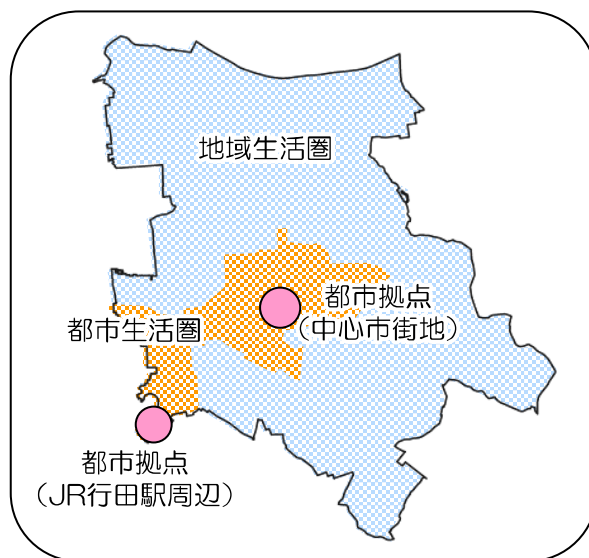 地域生活圏
都市拠点
（中心市街地）
都市生活圏
都市拠点
（JR行田駅周辺）